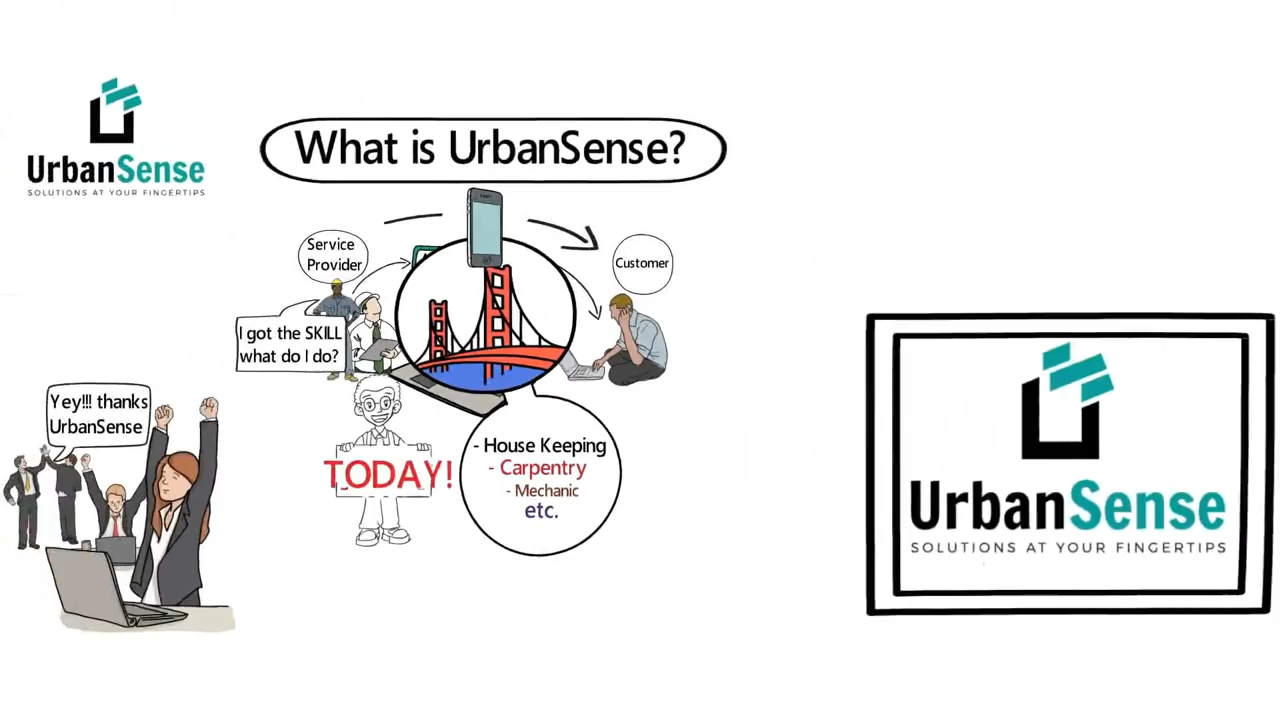 UrbanSense
SOLUTIONS AT YOUR FINGERTIPS
What is UrbanSense?
Service
Provider
Customer
I got the SKILL
what do I do?
Yey!!! thanks
UrbanSense
TODAY!
- House Keeping
- Carpentry
- Mechanic
etc.
UrbanSense
SOLUTIONS AT YOUR FINGERTIPS